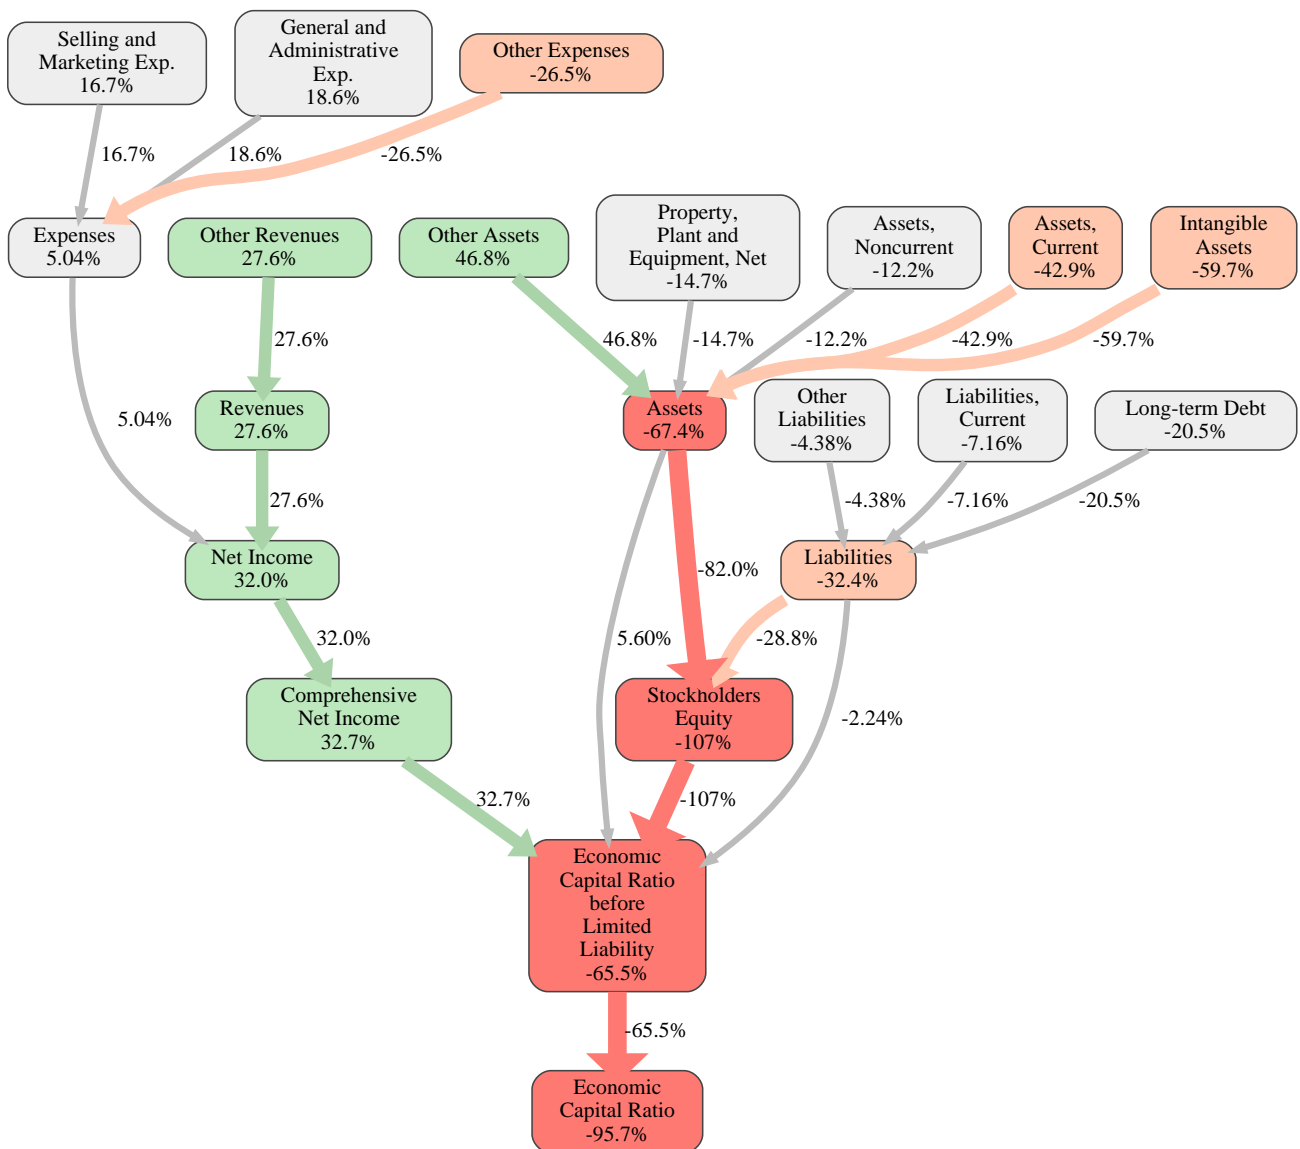 Selling and
Marketing Exp.
16.7%
General and
Administrative
Exp.
18.6%
Other Expenses
-26.5%
16.7%
18.6%
-26.5%
Expenses
5.04%
Other Revenues
27.6%
Other Assets
46.8%
Property,
Plant and
Equipment, Net
-14.7%
Assets,
Noncurrent
-12.2%
Assets,
Current
-42.9%
Intangible
Assets
-59.7%
27.6%
46.8%
-14.7%
-12.2%
-42.9%
-59.7%
5.04%
Revenues
27.6%
Assets
-67.4%
Other
Liabilities
-4.38%
Liabilities,
Current
-7.16%
Long-term Debt
-20.5%
27.6%
-4.38%
-7.16%
-20.5%
Net Income
32.0%
-82.0%
Liabilities
-32.4%
32.0%
5.60%
-28.8%
Comprehensive
Net Income
32.7%
Stockholders
Equity
-107%
-2.24%
32.7%
-107%
Economic
Capital Ratio
before
Limited
Liability
-65.5%
-65.5%
Economic
Capital Ratio
-95.7%